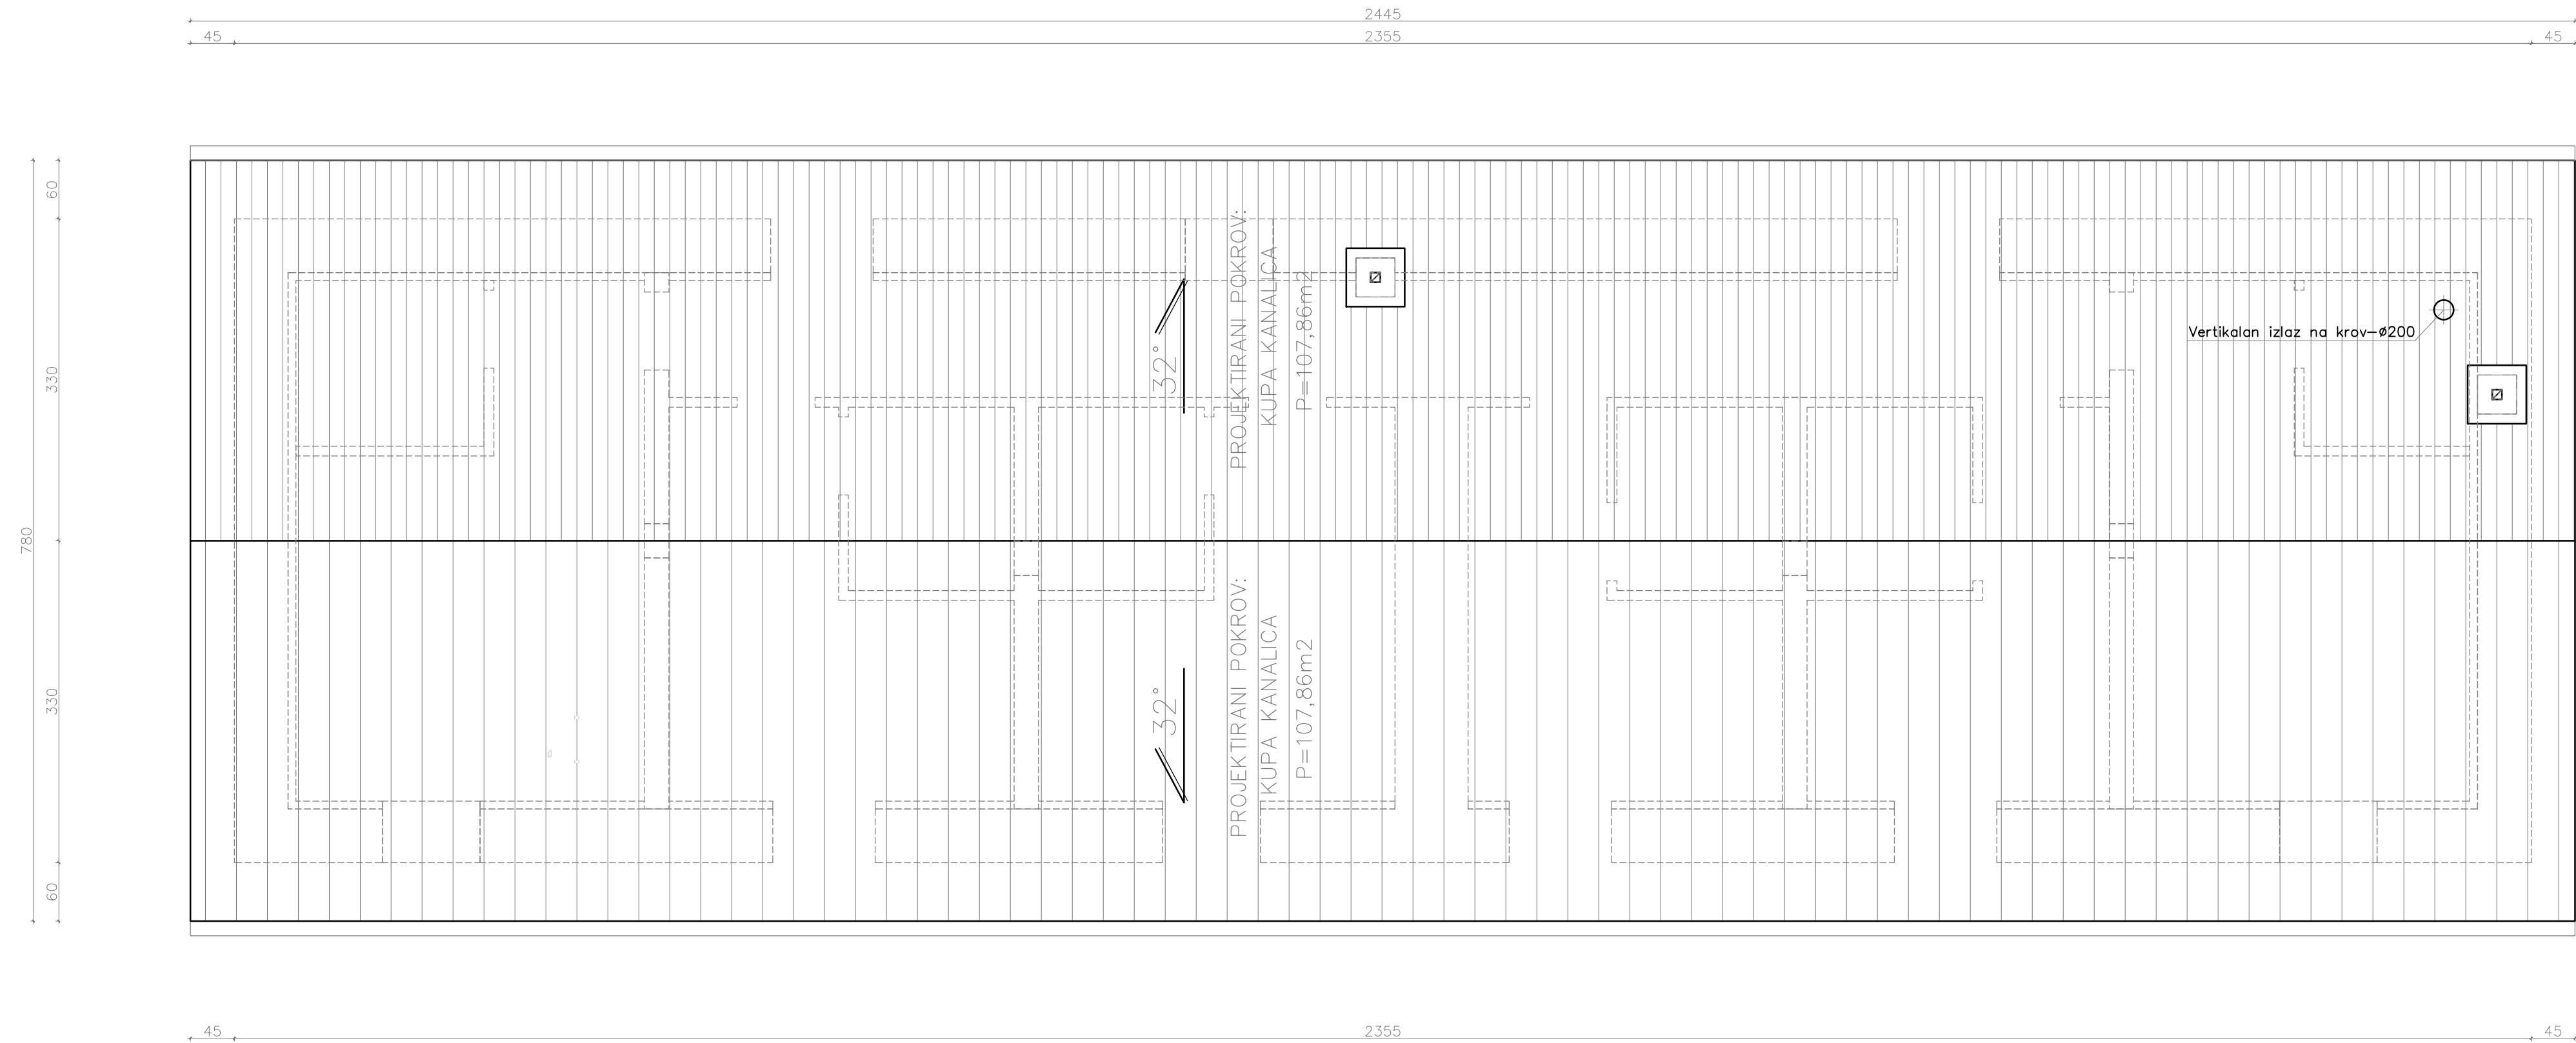 2445
45
2355
45
60
330
780
330
60
32°
PROJEKTIRANI POKROV:
KUPA KANALICA
P=107,86m2
Vertikalan izlaz na krov-ø200
32°
PROJEKTIRANI POKROV:
KUPA KANALICA
P=107,86m2
45
2355
45